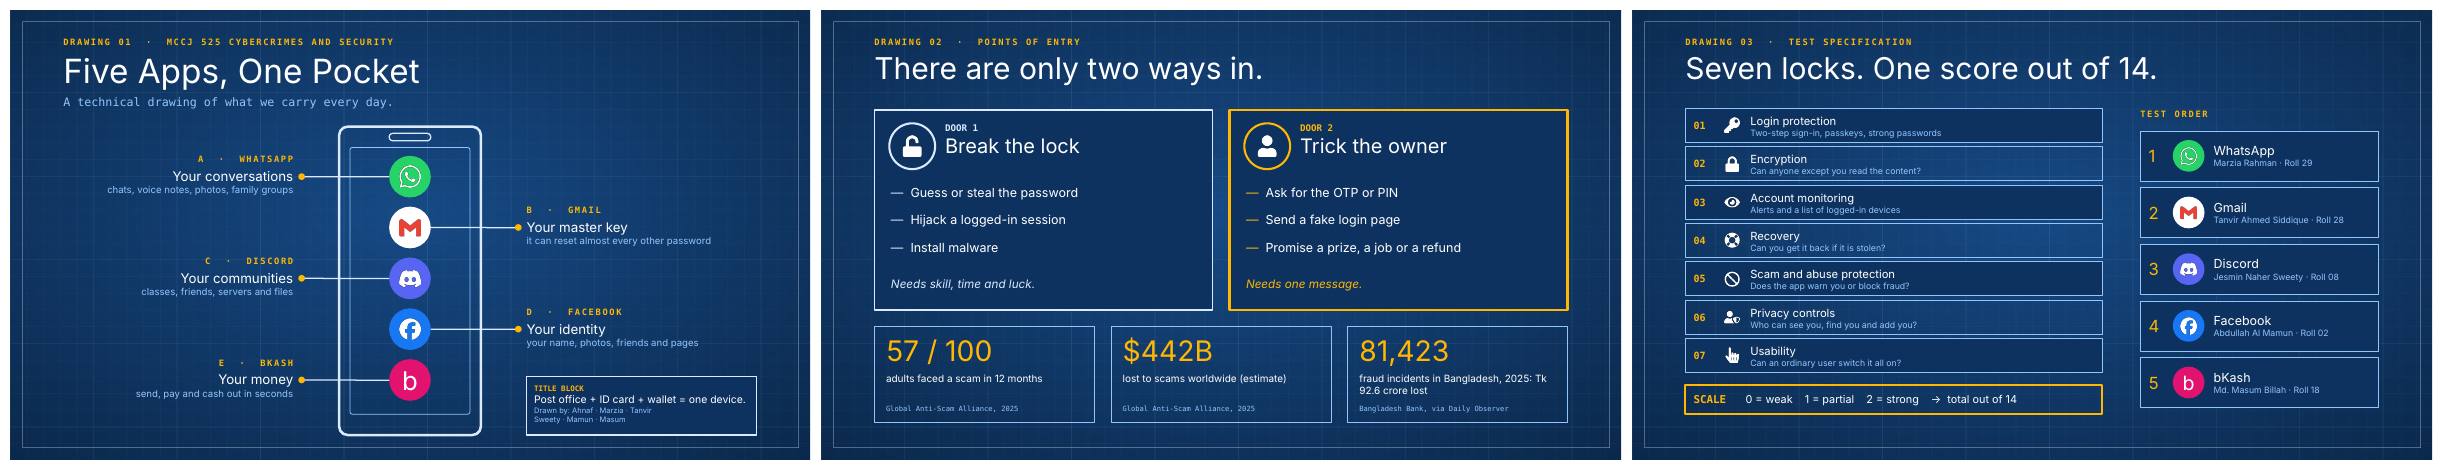 DRAWING 01 · MCCJ 525 CYBERCRIMES AND SECURITY
Five Apps, One Pocket
A technical drawing of what we carry every day.
A · WHATSAPP
Your conversations
chats, voice notes, photos, family groups
B · GMAIL
Your master key
it can reset almost every other password
C · DISCORD
Your communities
classes, friends, servers and files
D · FACEBOOK
Your identity
your name, photos, friends and pages
E · BKASH
Your money
send, pay and cash out in seconds
b
TITLE BLOCK
Post office + ID card + wallet = one device.
Drawn by: Ahnaf · Marzia · Tanvir
Sweety · Mamun · Masum
DRAWING 02 · POINTS OF ENTRY
There are only two ways in.
DOOR 1
Break the lock
— Guess or steal the password
— Hijack a logged-in session
— Install malware
Needs skill, time and luck.
DOOR 2
Trick the owner
— Ask for the OTP or PIN
— Send a fake login page
— Promise a prize, a job or a refund
Needs one message.
57 / 100
adults faced a scam in 12 months
Global Anti-Scam Alliance, 2025
$442B
lost to scams worldwide (estimate)
Global Anti-Scam Alliance, 2025
81,423
fraud incidents in Bangladesh, 2025: Tk
92.6 crore lost
Bangladesh Bank, via Daily Observer
DRAWING 03 · TEST SPECIFICATION
Seven locks. One score out of 14.
01 Login protection
Two-step sign-in, passkeys, strong passwords
02 Encryption
Can anyone except you read the content?
03 Account monitoring
Alerts and a list of logged-in devices
04 Recovery
Can you get it back if it is stolen?
05 Scam and abuse protection
Does the app warn you or block fraud?
06 Privacy controls
Who can see you, find you and add you?
07 Usability
Can an ordinary user switch it all on?
SCALE 0 = weak 1 = partial 2 = strong → total out of 14
TEST ORDER
1 WhatsApp
Marzia Rahman · Roll 29
2 Gmail
Tanvir Ahmed Siddique · Roll 28
3 Discord
Jesmin Naher Sweety · Roll 08
4 Facebook
Abdullah Al Mamun · Roll 02
5 b bKash
Md. Masum Billah · Roll 18